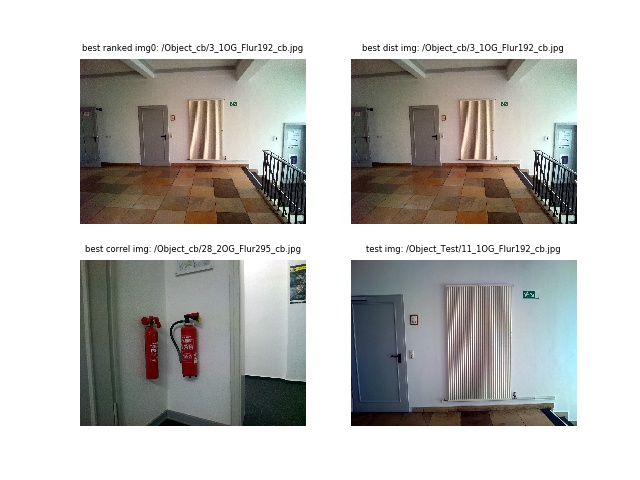 best ranked img0: /Object_cb/3_1OG_Flur192_cb.jpg
best dist img: /Object_cb/3_1OG_Flur192_cb.jpg
best correl img: /Object_cb/28_2OG_Flur295_cb.jpg
test img: /Object_Test/11_1OG_Flur192_cb.jpg